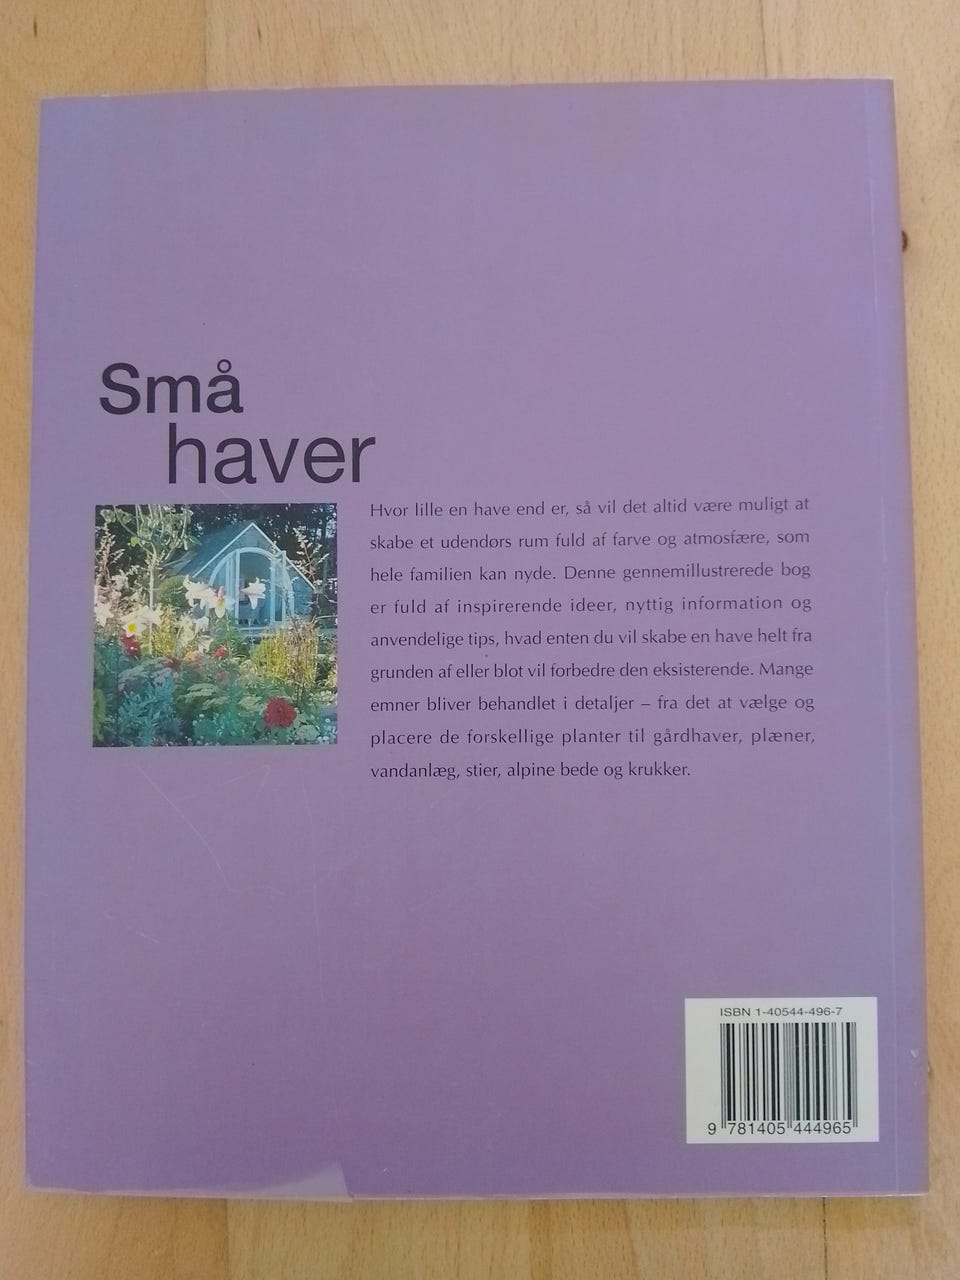 Små
haver
Hvor lille en have end er, så vil det altid være muligt at
skabe et udendørs rum fuld af farve og atmosfære, som
hele familien kan nyde. Denne gennemillustrerede bog
er fuld af inspirerende ideer, nyttig information og
anvendelige tips, hvad enten du vil skabe en have helt fra
grunden af eller blot vil forbedre den eksisterende. Mange
emner bliver behandlet i detaljer – fra det at vælge og
placere de forskellige planter til gårdhaver, plæner,
vandanlæg, stier, alpine bede og krukker.
ISBN 1-40544-496-7
9 781405 444965